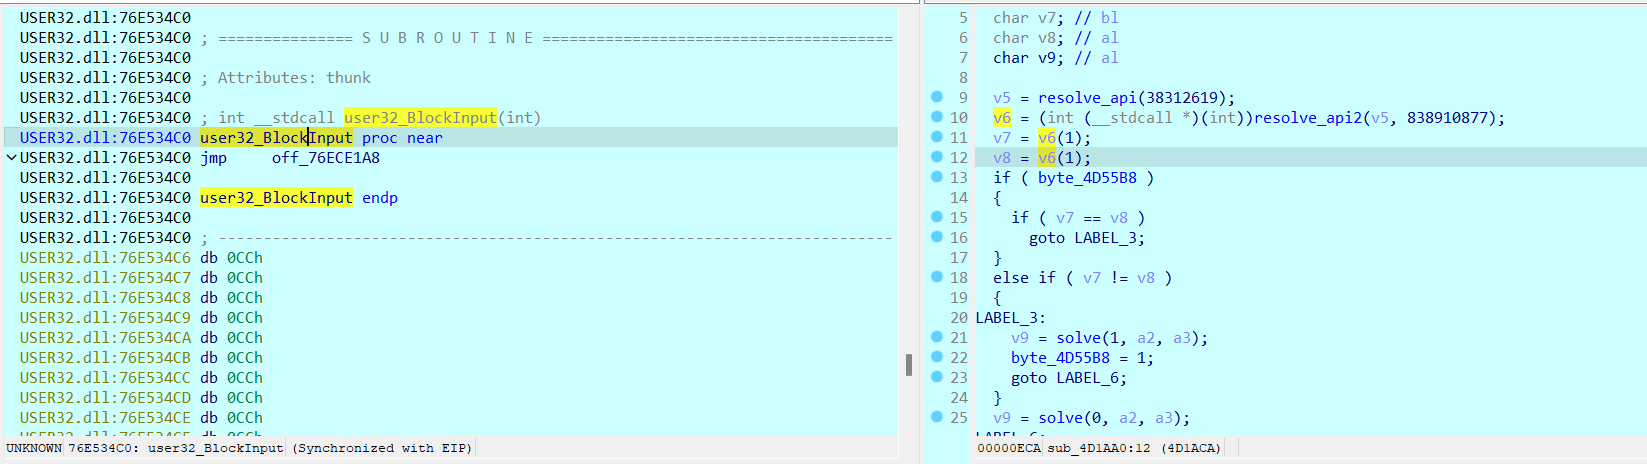 USER32.dll:76E534C0
USER32.dll:76E534C0 ; =============== S U B R O U T I N E =======================================
USER32.dll:76E534C0
USER32.dll:76E534C0 ; Attributes: thunk
USER32.dll:76E534C0
USER32.dll:76E534C0 ; int __stdcall user32_BlockInput(int)
USER32.dll:76E534C0 user32_BlockInput proc near
USER32.dll:76E534C0 jmp     off_76ECE1A8
USER32.dll:76E534C0
USER32.dll:76E534C0 user32_BlockInput endp
USER32.dll:76E534C0
USER32.dll:76E534C0 ; ---------------------------------------------------------------------------
USER32.dll:76E534C6 db 0CCh
USER32.dll:76E534C7 db 0CCh
USER32.dll:76E534C8 db 0CCh
USER32.dll:76E534C9 db 0CCh
USER32.dll:76E534CA db 0CCh
USER32.dll:76E534CB db 0CCh
USER32.dll:76E534CC db 0CCh
USER32.dll:76E534CD db 0CCh
USER32.dll:76E534CE db 0CCh
UNKNOWN 76E534C0: user32_BlockInput (Synchronized with EIP)
5 char v7; // bl
6 char v8; // al
7 char v9; // al
8
9 v5 = resolve_api(38312619);
10 v6 = (int (__stdcall *)(int))resolve_api2(v5, 838910877);
11 v7 = v6(1);
12 v8 = v6(1);
13 if ( byte_4D55B8 )
14 {
15 if ( v7 == v8 )
16 goto LABEL_3;
17 }
18 else if ( v7 != v8 )
19 {
20 LABEL_3:
21 v9 = solve(1, a2, a3);
22 byte_4D55B8 = 1;
23 goto LABEL_6;
24 }
25 v9 = solve(0, a2, a3);
00000ECA sub_4D1AA0:12 (4D1ACA)